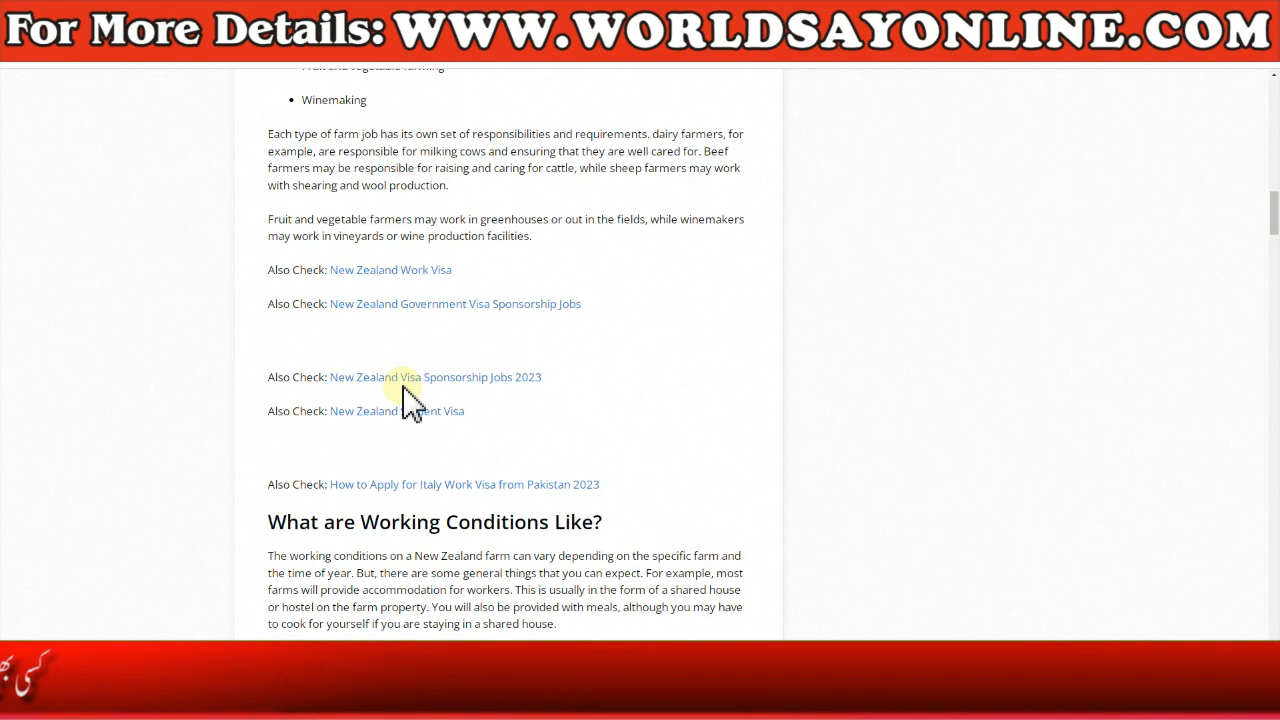 For More Details: WWW.WORLDSAYONLINE.COM
Fruit and vegetable farming
• Winemaking
Each type of farm job has its own set of responsibilities and requirements. dairy farmers, for
example, are responsible for milking cows and ensuring that they are well cared for. Beef
farmers may be responsible for raising and caring for cattle, while sheep farmers may work
with shearing and wool production.
Fruit and vegetable farmers may work in greenhouses or out in the fields, while winemakers
may work in vineyards or wine production facilities.
Also Check: New Zealand Work Visa
Also Check: New Zealand Government Visa Sponsorship Jobs
Also Check: New Zealand Visa Sponsorship Jobs 2023
Also Check: New Zealand Student Visa
Also Check: How to Apply for Italy Work Visa from Pakistan 2023
What are Working Conditions Like?
The working conditions on a New Zealand farm can vary depending on the specific farm and
the time of year. But, there are some general things that you can expect. For example, most
farms will provide accommodation for workers. This is usually in the form of a shared house
or hostel on the farm property. You will also be provided with meals, although you may have
to cook for yourself if you are staying in a shared house.
کسی